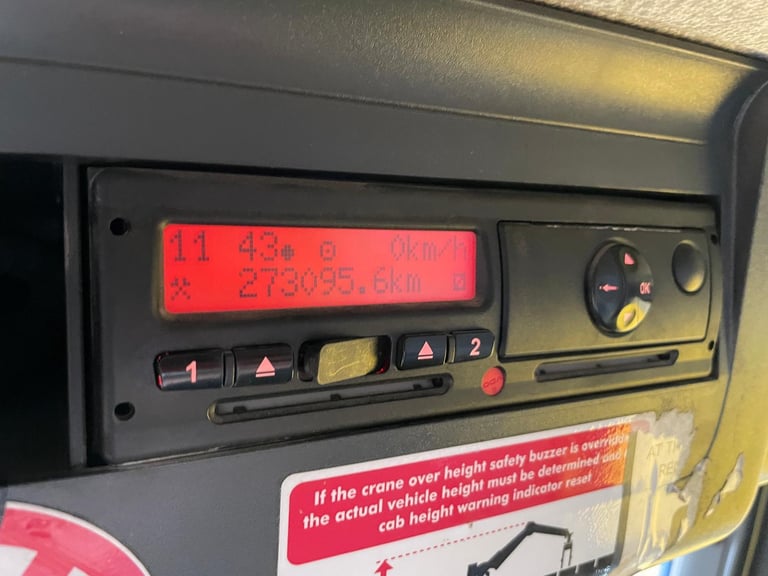 11 43 0km/h
273095.6km
1 2
OK
If the crane over height safety buzzer is overridden
the actual vehicle height must be determined and
cab height warning indicator reset